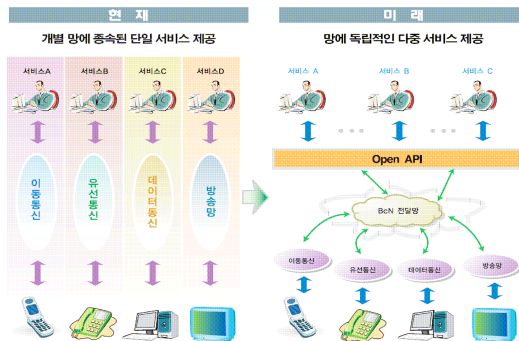 현 재
개별 망에 종속된 단일 서비스 제공
서비스A
서비스B
서비스C
서비스D
이동통신
유선통신
데이터통신
방송망
미 래
망에 독립적인 다중 서비스 제공
서비스 A
서비스 B
서비스 C
Open API
BcN 전달망
이동통신
유선통신
데이터통신
방송망